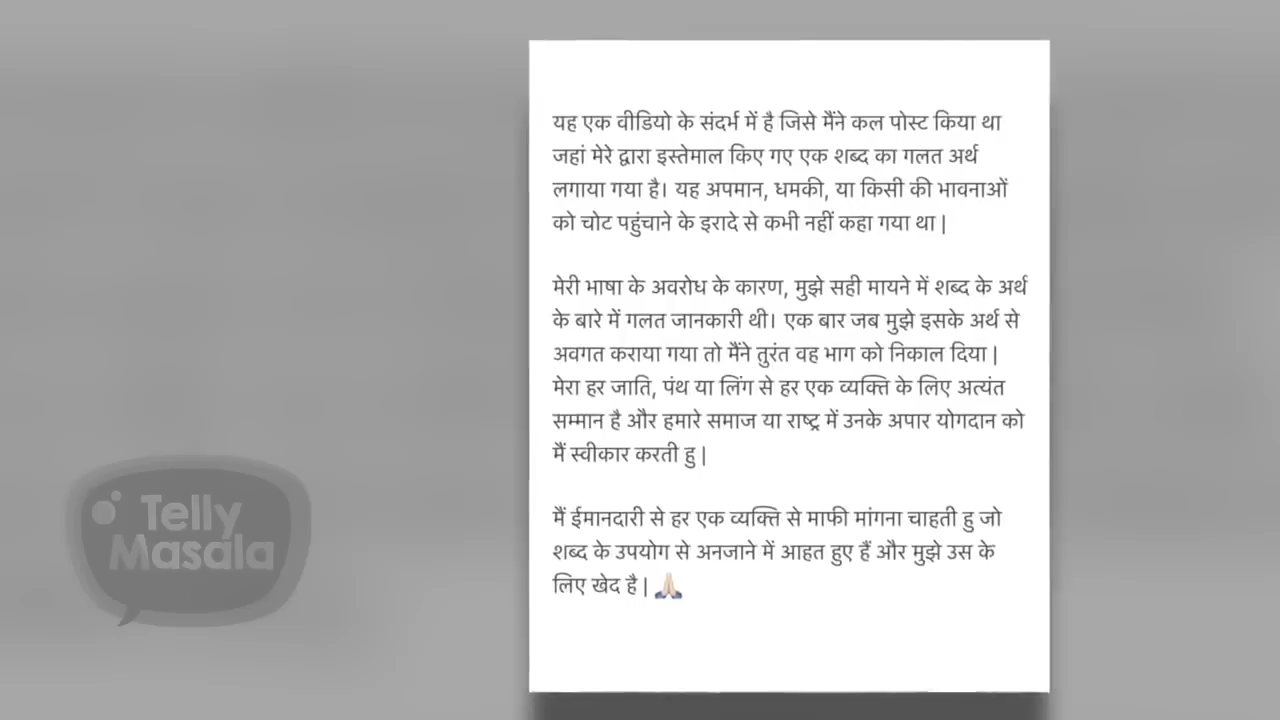 यह एक वीडियो के संदर्भ में है जिसे मैंने कल पोस्ट किया था
जहां मेरे द्वारा इस्तेमाल किए गए एक शब्द का गलत अर्थ
लगाया गया है। यह अपमान, धमकी, या किसी की भावनाओं
को चोट पहुंचाने के इरादे से कभी नहीं कहा गया था |
मेरी भाषा के अवरोध के कारण, मुझे सही मायने में शब्द के अर्थ
के बारे में गलत जानकारी थी। एक बार जब मुझे इसके अर्थ से
अवगत कराया गया तो मैंने तुरंत वह भाग को निकाल दिया |
मेरा हर जाति, पंथ या लिंग से हर एक व्यक्ति के लिए अत्यंत
सम्मान है और हमारे समाज या राष्ट्र में उनके अपार योगदान को
मैं स्वीकार करती हु |
मैं ईमानदारी से हर एक व्यक्ति से माफी मांगना चाहती हु जो
शब्द के उपयोग से अनजाने में आहत हुए हैं और मुझे उस के
लिए खेद है | 🙏🏻
Telly
Masala